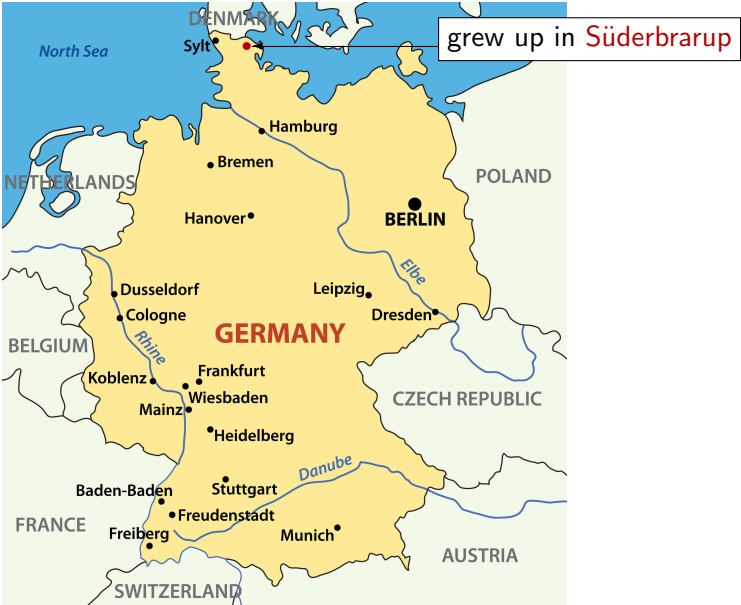 DENMARK
grew up in Süderbrarup
Sylt
North Sea
Hamburg
Bremen
NETHERLANDS
POLAND
Hanover
BERLIN
Elbe
Dusseldorf
Leipzig
Cologne
Dresden
Rhine
GERMANY
BELGIUM
Koblenz
Frankfurt
Wiesbaden
CZECH REPUBLIC
Mainz
Heidelberg
Danube
Baden-Baden
Stuttgart
FRANCE
Freudenstadt
Freiberg
Munich
AUSTRIA
SWITZERLAND